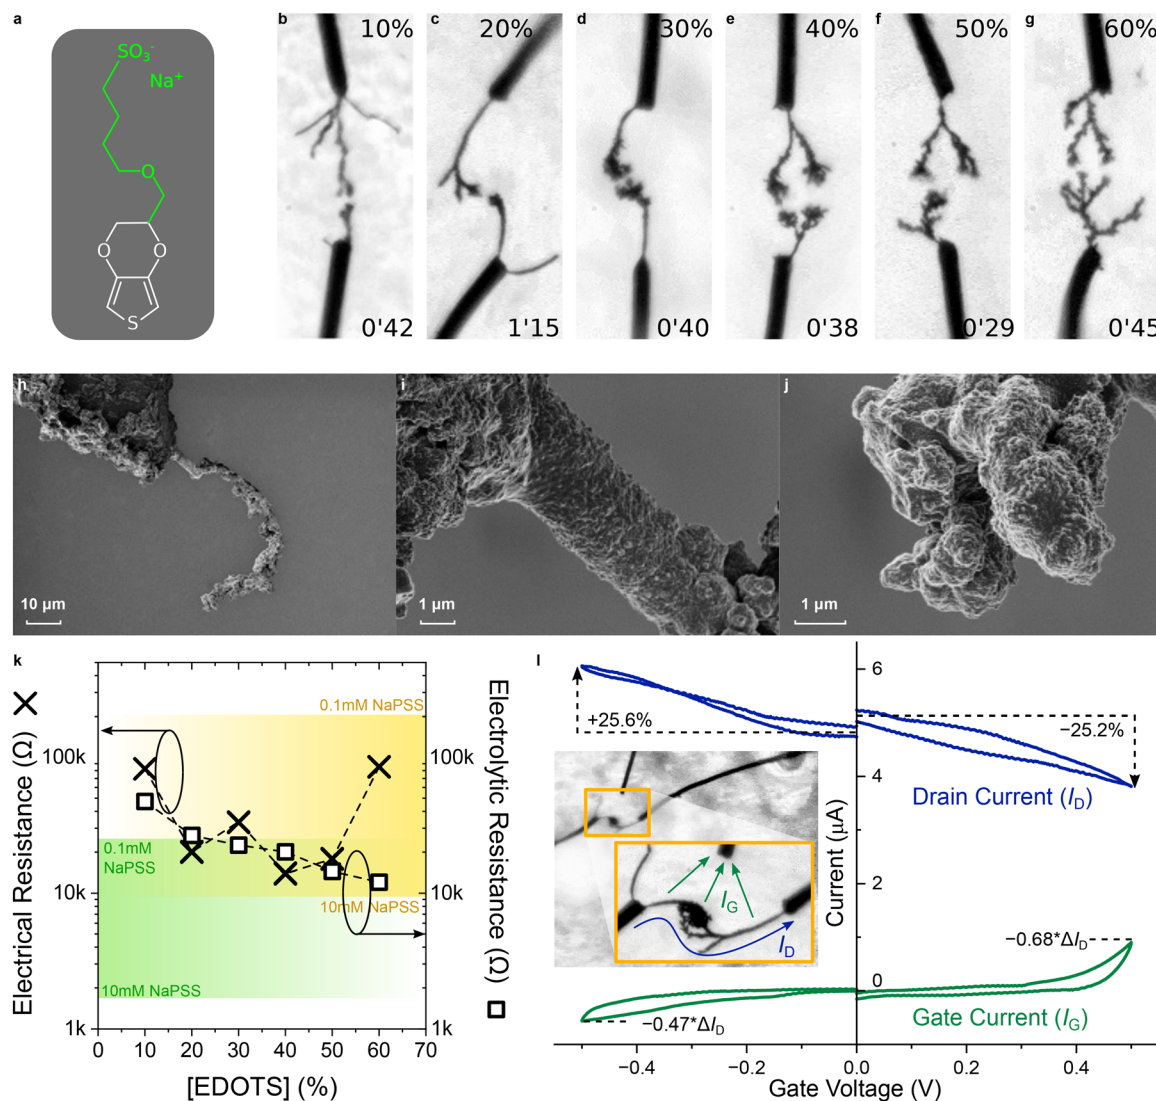 a
SO3-
Na+
O
O
O
S
b
10%
0'42
c
20%
1'15
d
30%
0'40
e
40%
0'38
f
50%
0'29
g
60%
0'45
h
10 µm
i
1 µm
j
1 µm
k
Electrical Resistance (Ω)
100k
10k
1k
0.1mM NaPSS
0.1mM
NaPSS
10mM NaPSS
10mM NaPSS
100k
10k
1k
Electrolytic Resistance (Ω)
0 10 20 30 40 50 60 70
[EDOTS] (%)
l
+25.6%
−25.2%
Drain Current (ID)
IG
ID
−0.68*ΔID
−0.47*ΔID
Gate Current (IG)
6
4
2
0
Current (µA)
−0.4 −0.2 0.0 0.2 0.4
Gate Voltage (V)